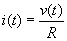 i(t) = v(t)/R